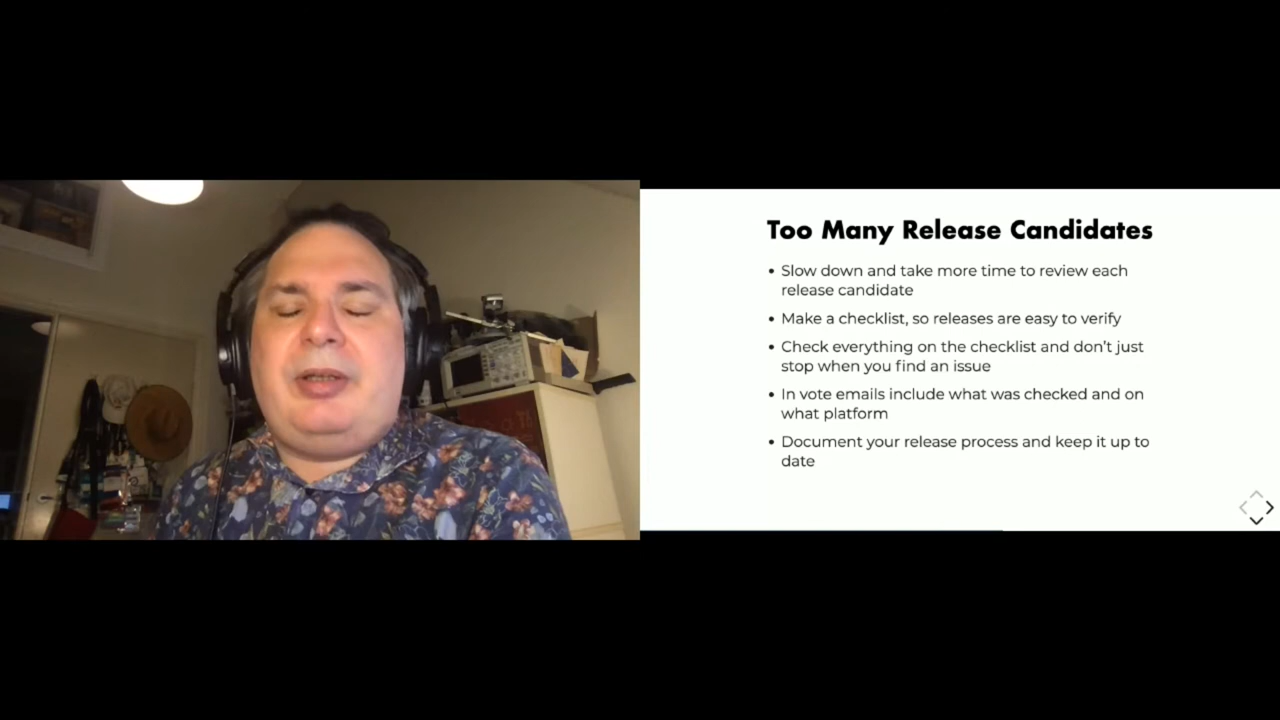 Too Many Release Candidates
• Slow down and take more time to review each
release candidate
• Make a checklist, so releases are easy to verify
• Check everything on the checklist and don't just
stop when you find an issue
• In vote emails include what was checked and on
what platform
• Document your release process and keep it up to
date